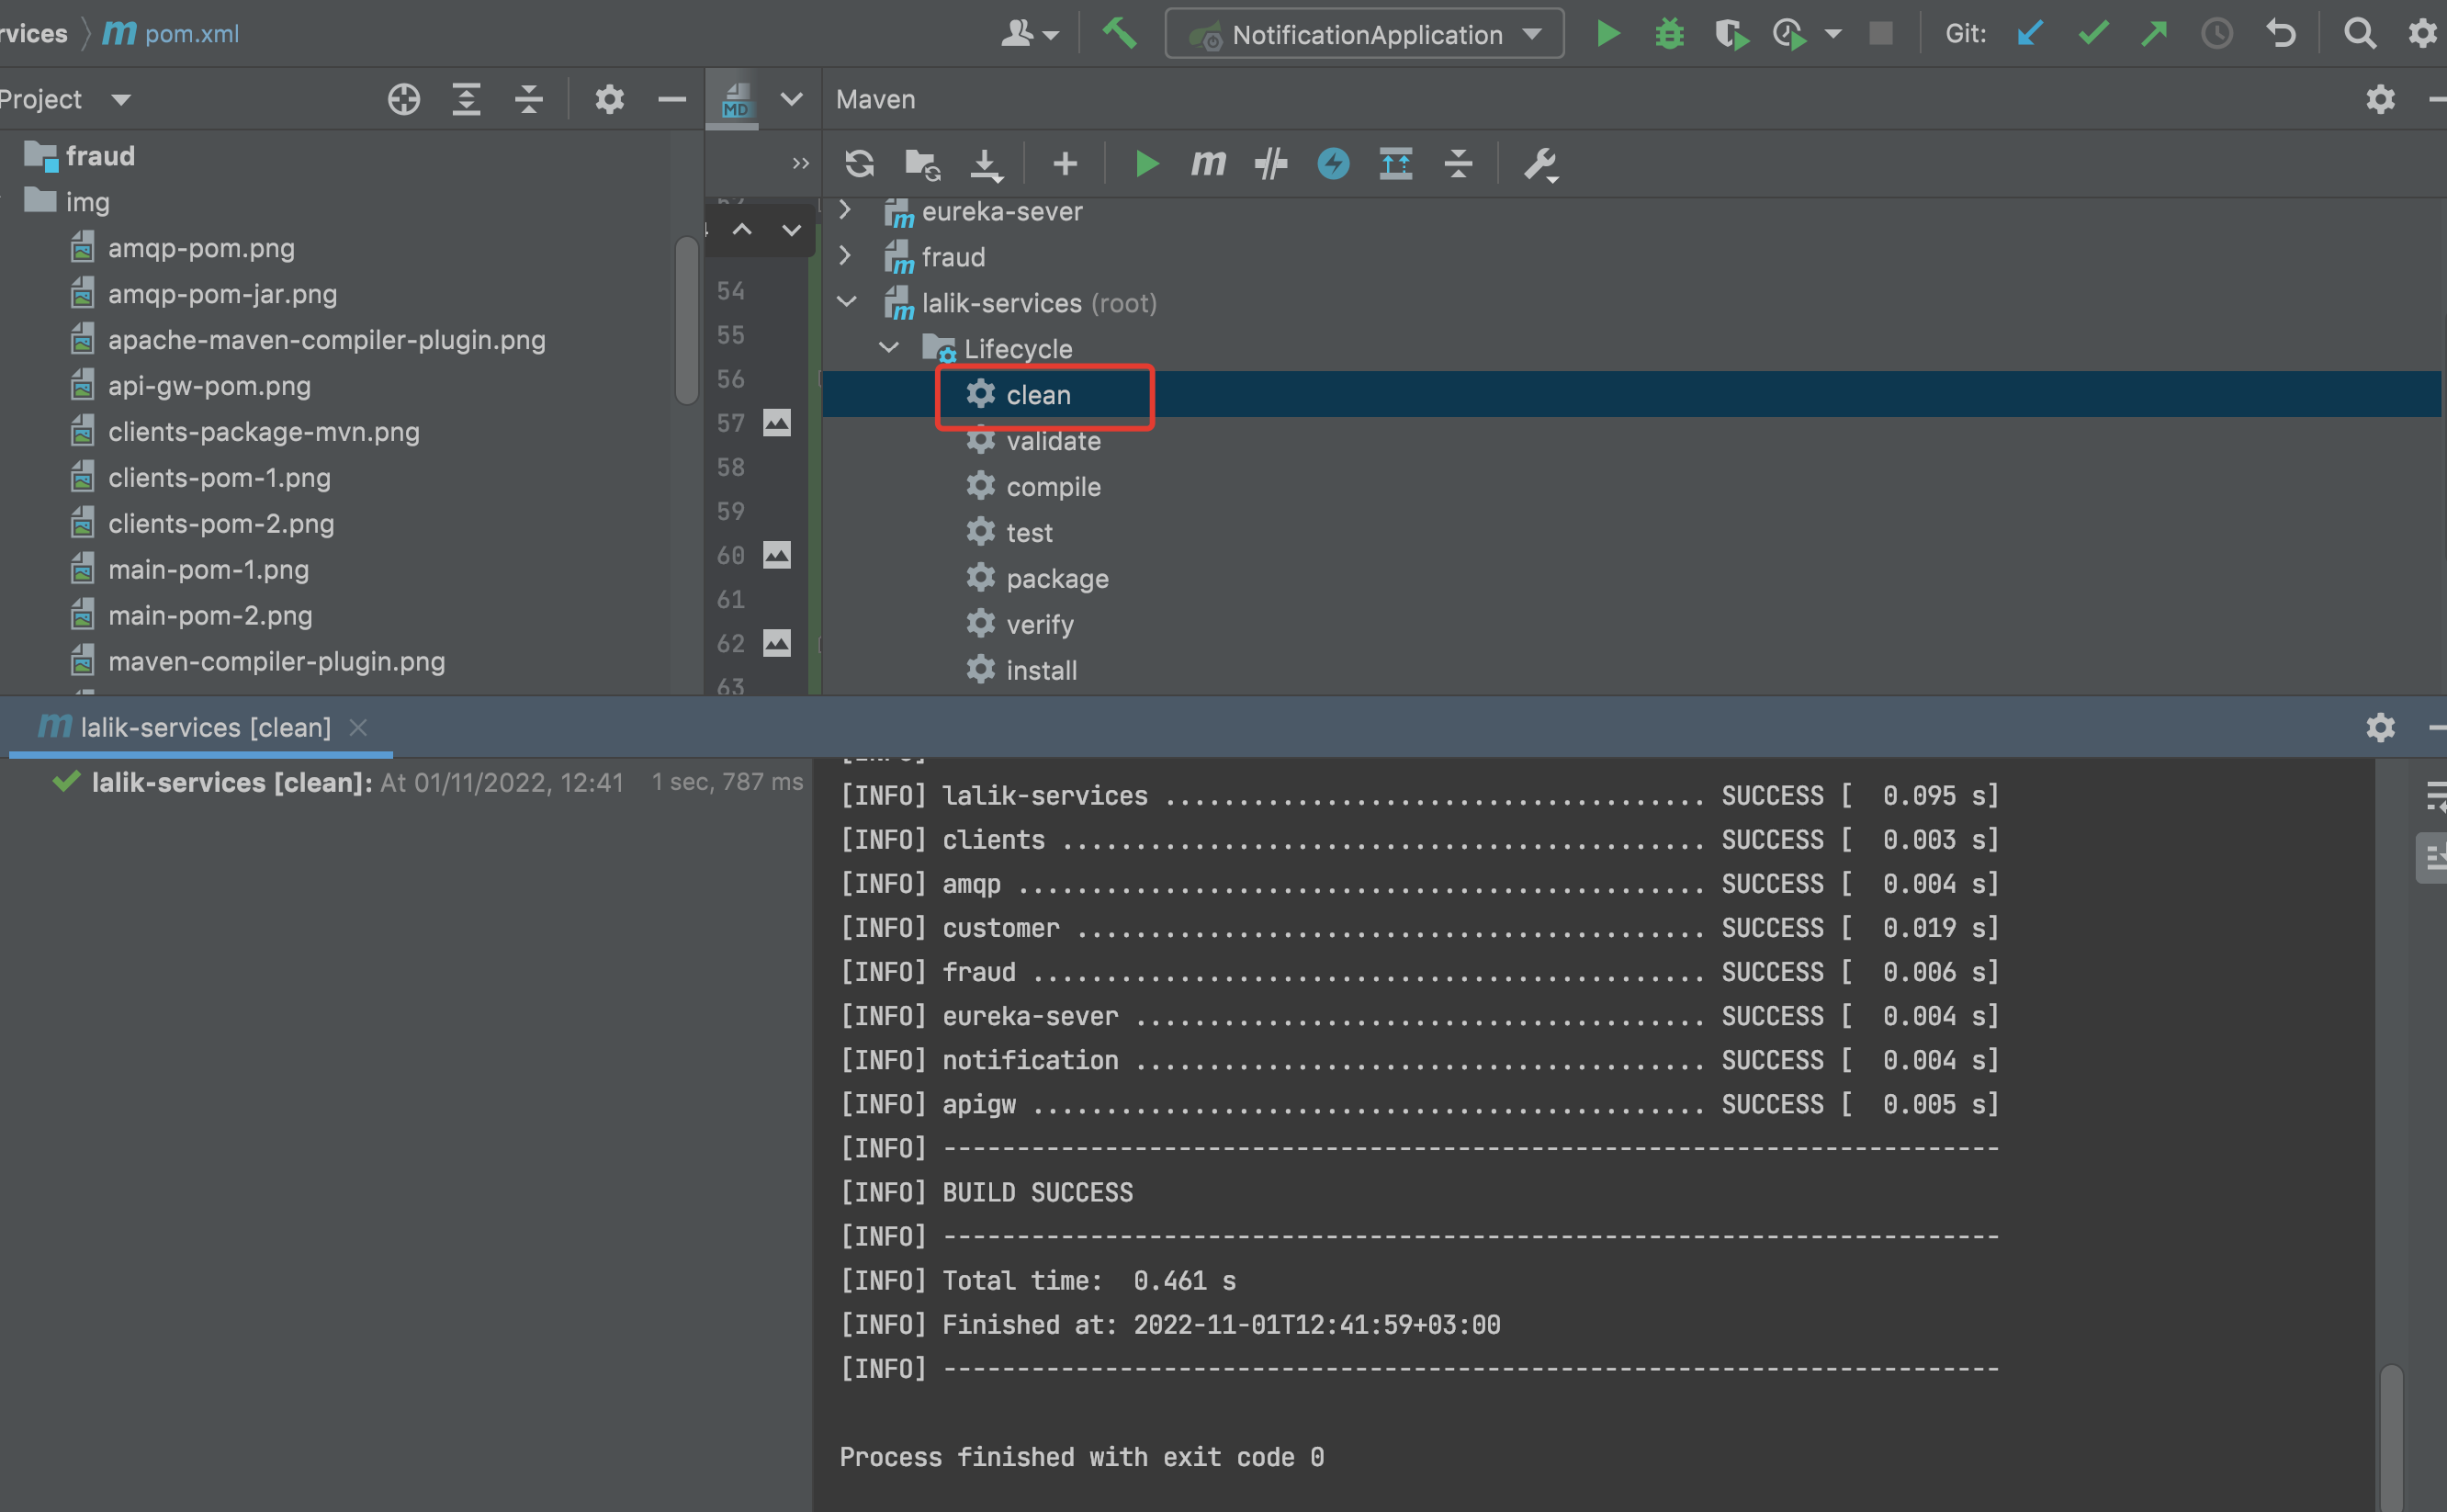 rvices pom.xml
NotificationApplication
Git:
Project
fraud
img
amqp-pom.png
amqp-pom-jar.png
apache-maven-compiler-plugin.png
api-gw-pom.png
clients-package-mvn.png
clients-pom-1.png
clients-pom-2.png
main-pom-1.png
main-pom-2.png
maven-compiler-plugin.png
MD
54
55
56
57
58
59
60
61
62
63
Maven
eureka-sever
fraud
lalik-services (root)
Lifecycle
clean
validate
compile
test
package
verify
install
lalik-services [clean]
lalik-services [clean]: At 01/11/2022, 12:41 1 sec, 787 ms
[INFO]
[INFO] lalik-services ..................................... SUCCESS [  0.095 s]
[INFO] clients ............................................ SUCCESS [  0.003 s]
[INFO] amqp ............................................... SUCCESS [  0.004 s]
[INFO] customer ........................................... SUCCESS [  0.019 s]
[INFO] fraud .............................................. SUCCESS [  0.006 s]
[INFO] eureka-sever ....................................... SUCCESS [  0.004 s]
[INFO] notification ....................................... SUCCESS [  0.004 s]
[INFO] apigw .............................................. SUCCESS [  0.005 s]
[INFO] ------------------------------------------------------------------------
[INFO] BUILD SUCCESS
[INFO] ------------------------------------------------------------------------
[INFO] Total time:  0.461 s
[INFO] Finished at: 2022-11-01T12:41:59+03:00
[INFO] ------------------------------------------------------------------------
Process finished with exit code 0